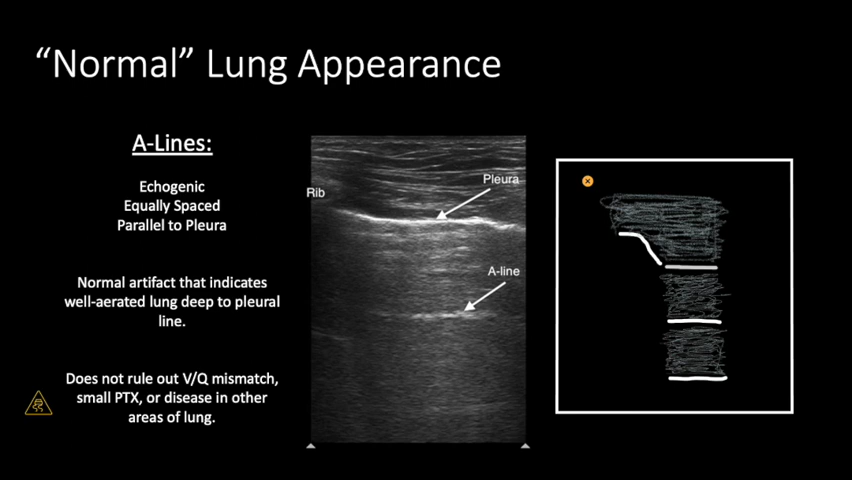 “Normal” Lung Appearance
A-Lines:
Echogenic
Equally Spaced
Parallel to Pleura
Normal artifact that indicates
well-aerated lung deep to pleural
line.
Does not rule out V/Q mismatch,
small PTX, or disease in other
areas of lung.
Pleura
Rib
A-line